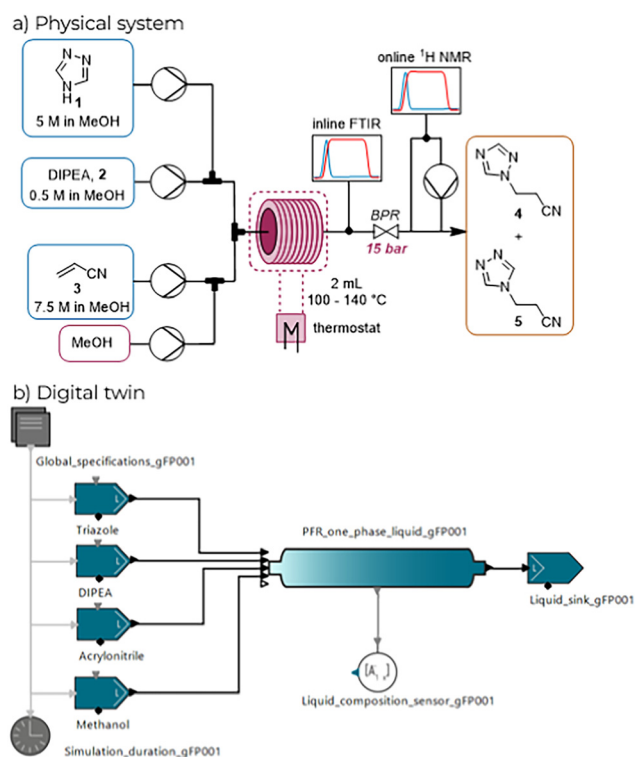 a) Physical system
N
N
N
H 1
5 M in MeOH
DIPEA, 2
0.5 M in MeOH
CN
3
7.5 M in MeOH
MeOH
inline FTIR
online ¹H NMR
BPR
15 bar
2 mL
100 - 140 °C
M
thermostat
N
N
N
4
CN
+
N
N
N
5
CN
b) Digital twin
Global_specifications_gFP001
Triazole
DIPEA
Acrylonitrile
Methanol
Simulation_duration_gFP001
L
L
L
L
PFR_one_phase_liquid_gFP001
Liquid_composition_sensor_gFP001
L
Liquid_sink_gFP001